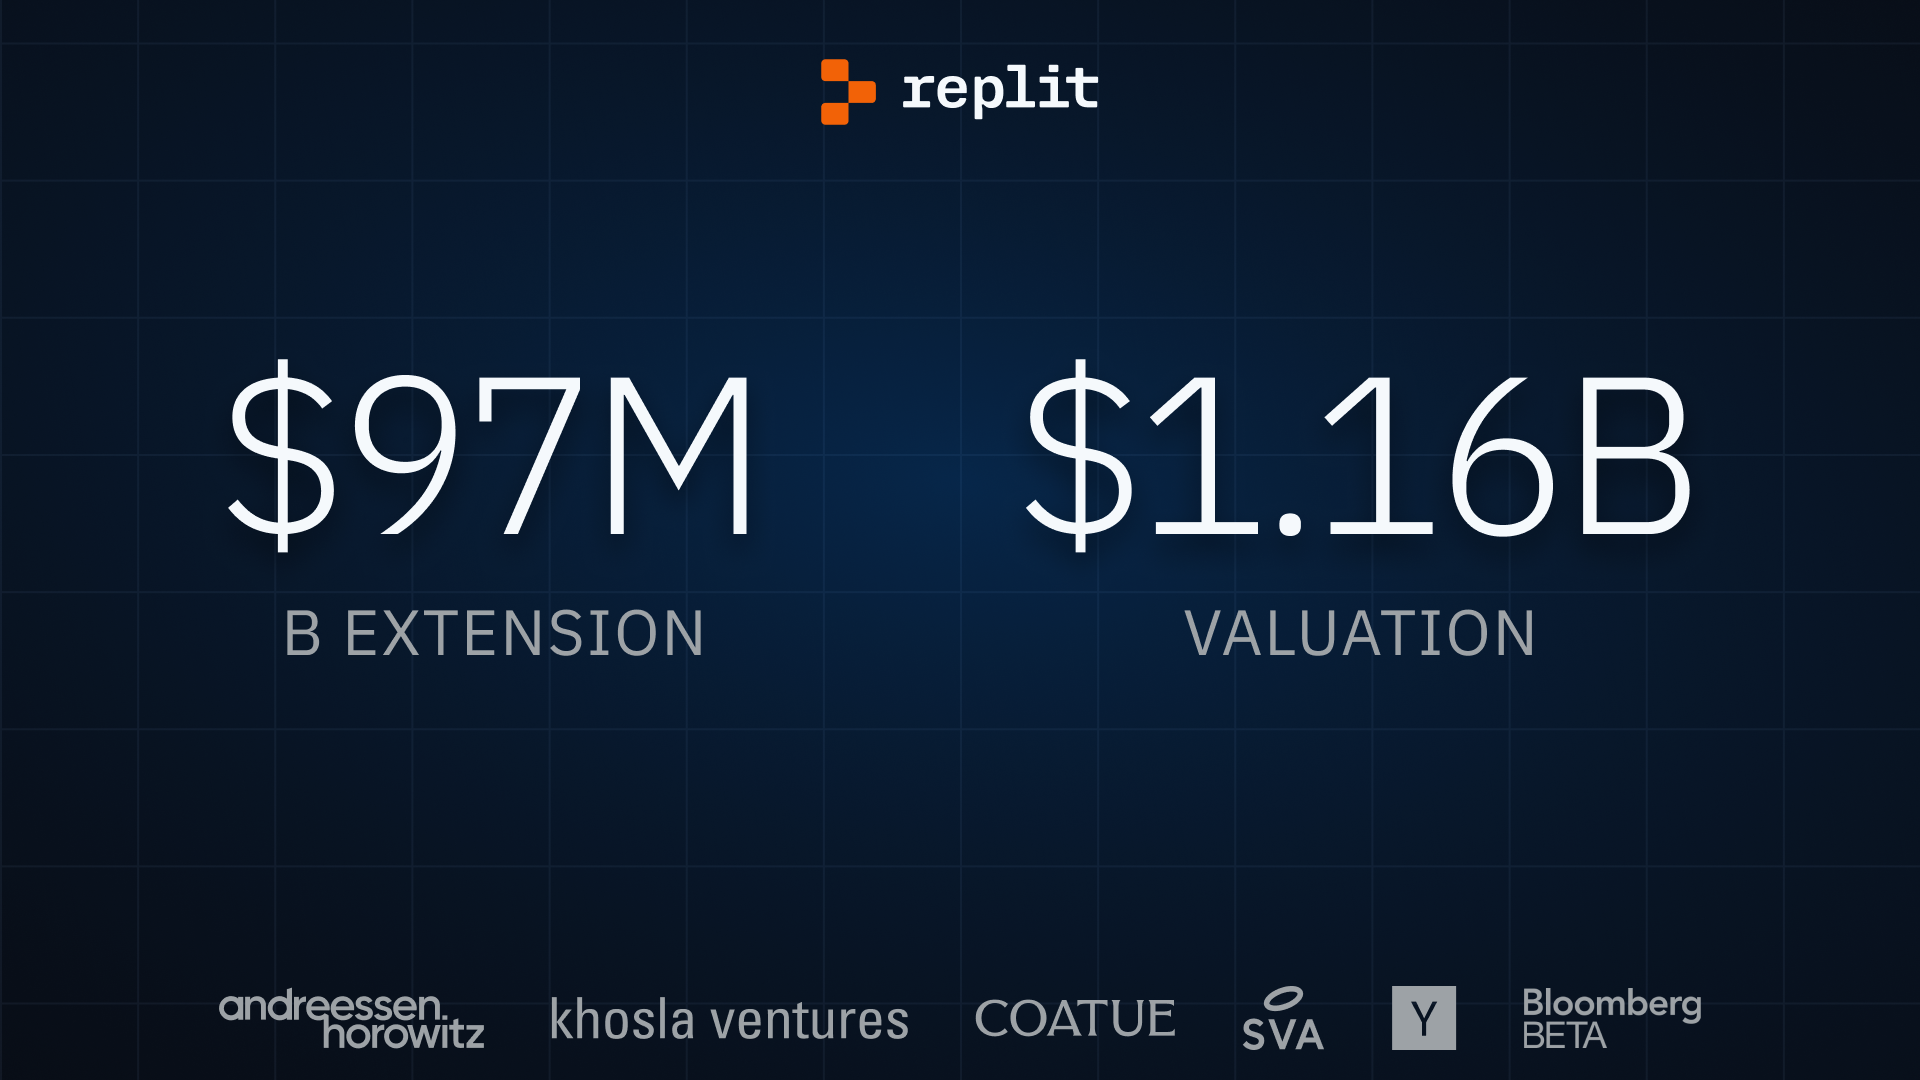 replit
$97M
B EXTENSION
$1.16B
VALUATION
andreessen.
horowitz
khosla ventures
COATUE
SVA
Y
Bloomberg
BETA